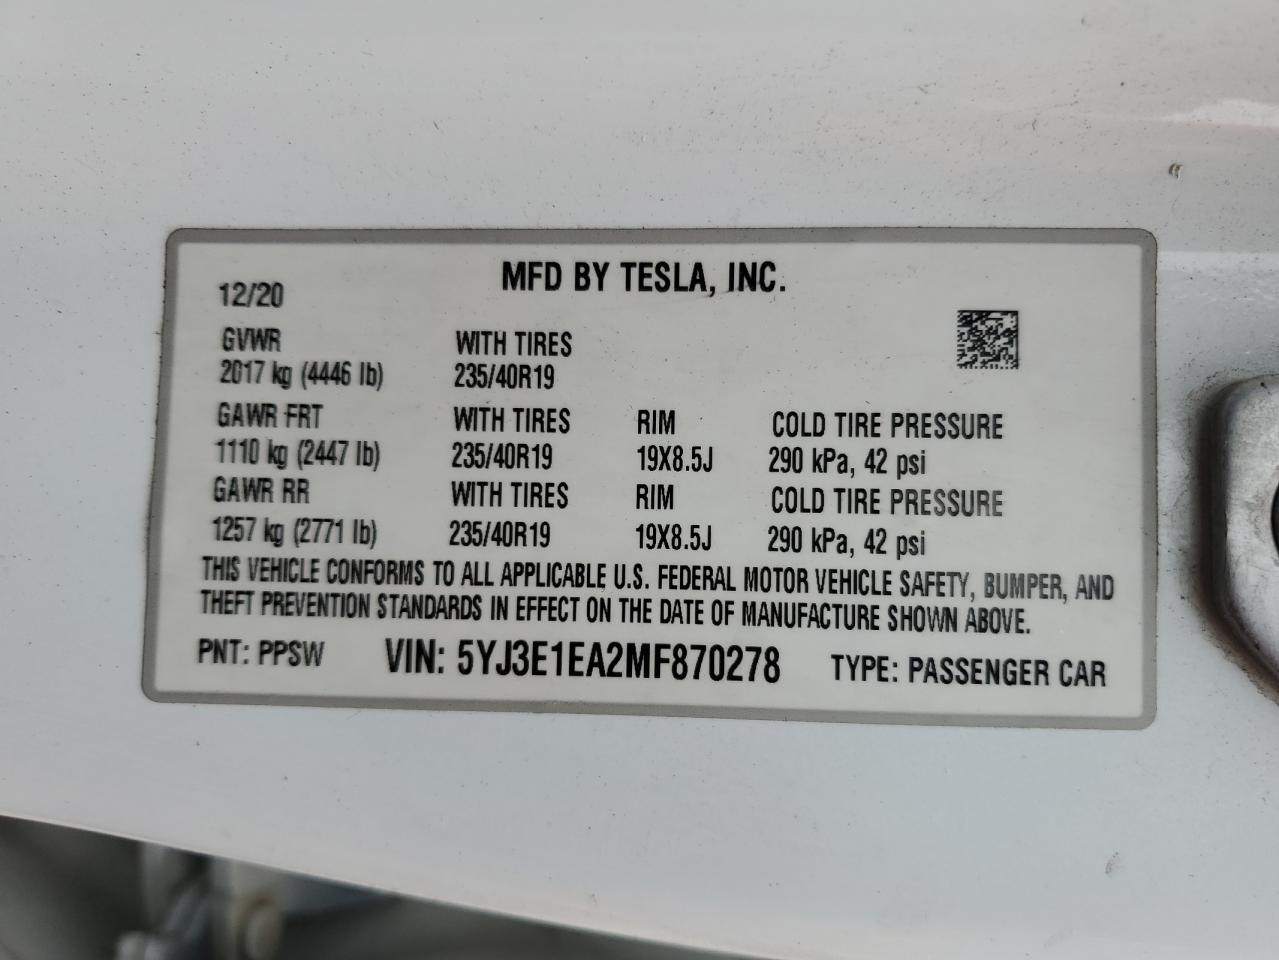 MFD BY TESLA, INC.
12/20
GVWR WITH TIRES
2017 kg (4446 lb) 235/40R19
GAWR FRT WITH TIRES RIM COLD TIRE PRESSURE
1110 kg (2447 lb) 235/40R19 19X8.5J 290 kPa, 42 psi
GAWR RR WITH TIRES RIM COLD TIRE PRESSURE
1257 kg (2771 lb) 235/40R19 19X8.5J 290 kPa, 42 psi
THIS VEHICLE CONFORMS TO ALL APPLICABLE U.S. FEDERAL MOTOR VEHICLE SAFETY, BUMPER, AND
THEFT PREVENTION STANDARDS IN EFFECT ON THE DATE OF MANUFACTURE SHOWN ABOVE.
PNT: PPSW VIN: 5YJ3E1EA2MF870278 TYPE: PASSENGER CAR